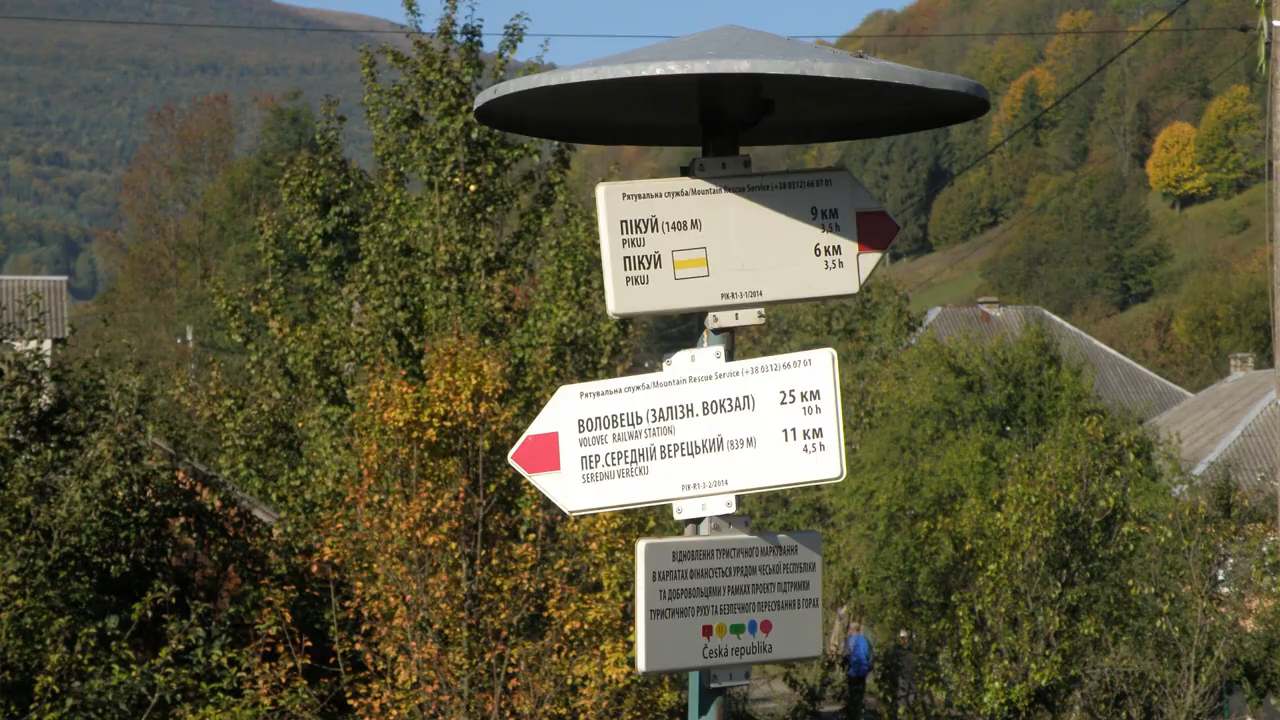 Рятувальна служба/Mountain Rescue Service (+38 0312) 66 07 01
ПІКУЙ (1408 М) 9 КМ
PIKUJ 3,5 h
ПІКУЙ 6 КМ
PIKUJ 3,5 h
PIK-R1-3-1/2014
Рятувальна служба/Mountain Rescue Service (+38 0312) 66 07 01
ВОЛОВЕЦЬ (ЗАЛІЗН. ВОКЗАЛ) 25 КМ
VOLOVEC RAILWAY STATION) 10 h
ПЕР.СЕРЕДНІЙ ВЕРЕЦЬКИЙ (839 М) 11 КМ
SEREDNIJ VERECKIJ 4,5 h
PIK-R1-3-2/2014
ВІДНОВЛЕННЯ ТУРИСТИЧНОГО МАРКУВАННЯ
В КАРПАТАХ ФІНАНСУЄТЬСЯ УРЯДОМ ЧЕСЬКОЇ РЕСПУБЛІКИ
ТА ДОБРОВОЛЬЦЯМИ У РАМКАХ ПРОЕКТУ ПІДТРИМКИ
ТУРИСТИЧНОГО РУХУ ТА БЕЗПЕЧНОГО ПЕРЕСУВАННЯ В ГОРАХ
Česká republika